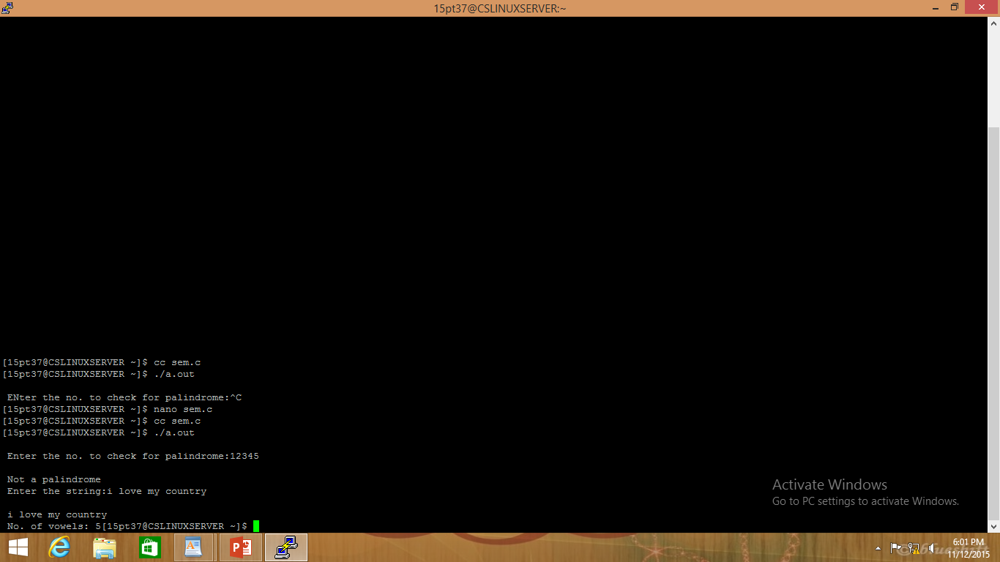 15pt37@CSLINUXSERVER:~
[15pt37@CSLINUXSERVER ~]$ cc sem.c
[15pt37@CSLINUXSERVER ~]$ ./a.out
ENter the no. to check for palindrome:^C
[15pt37@CSLINUXSERVER ~]$ nano sem.c
[15pt37@CSLINUXSERVER ~]$ cc sem.c
[15pt37@CSLINUXSERVER ~]$ ./a.out
Enter the no. to check for palindrome:12345
Not a palindrome
Enter the string:i love my country
i love my country
No. of vowels: 5[15pt37@CSLINUXSERVER ~]$
Activate Windows
Go to PC settings to activate Windows.
6:01 PM
11/12/2015